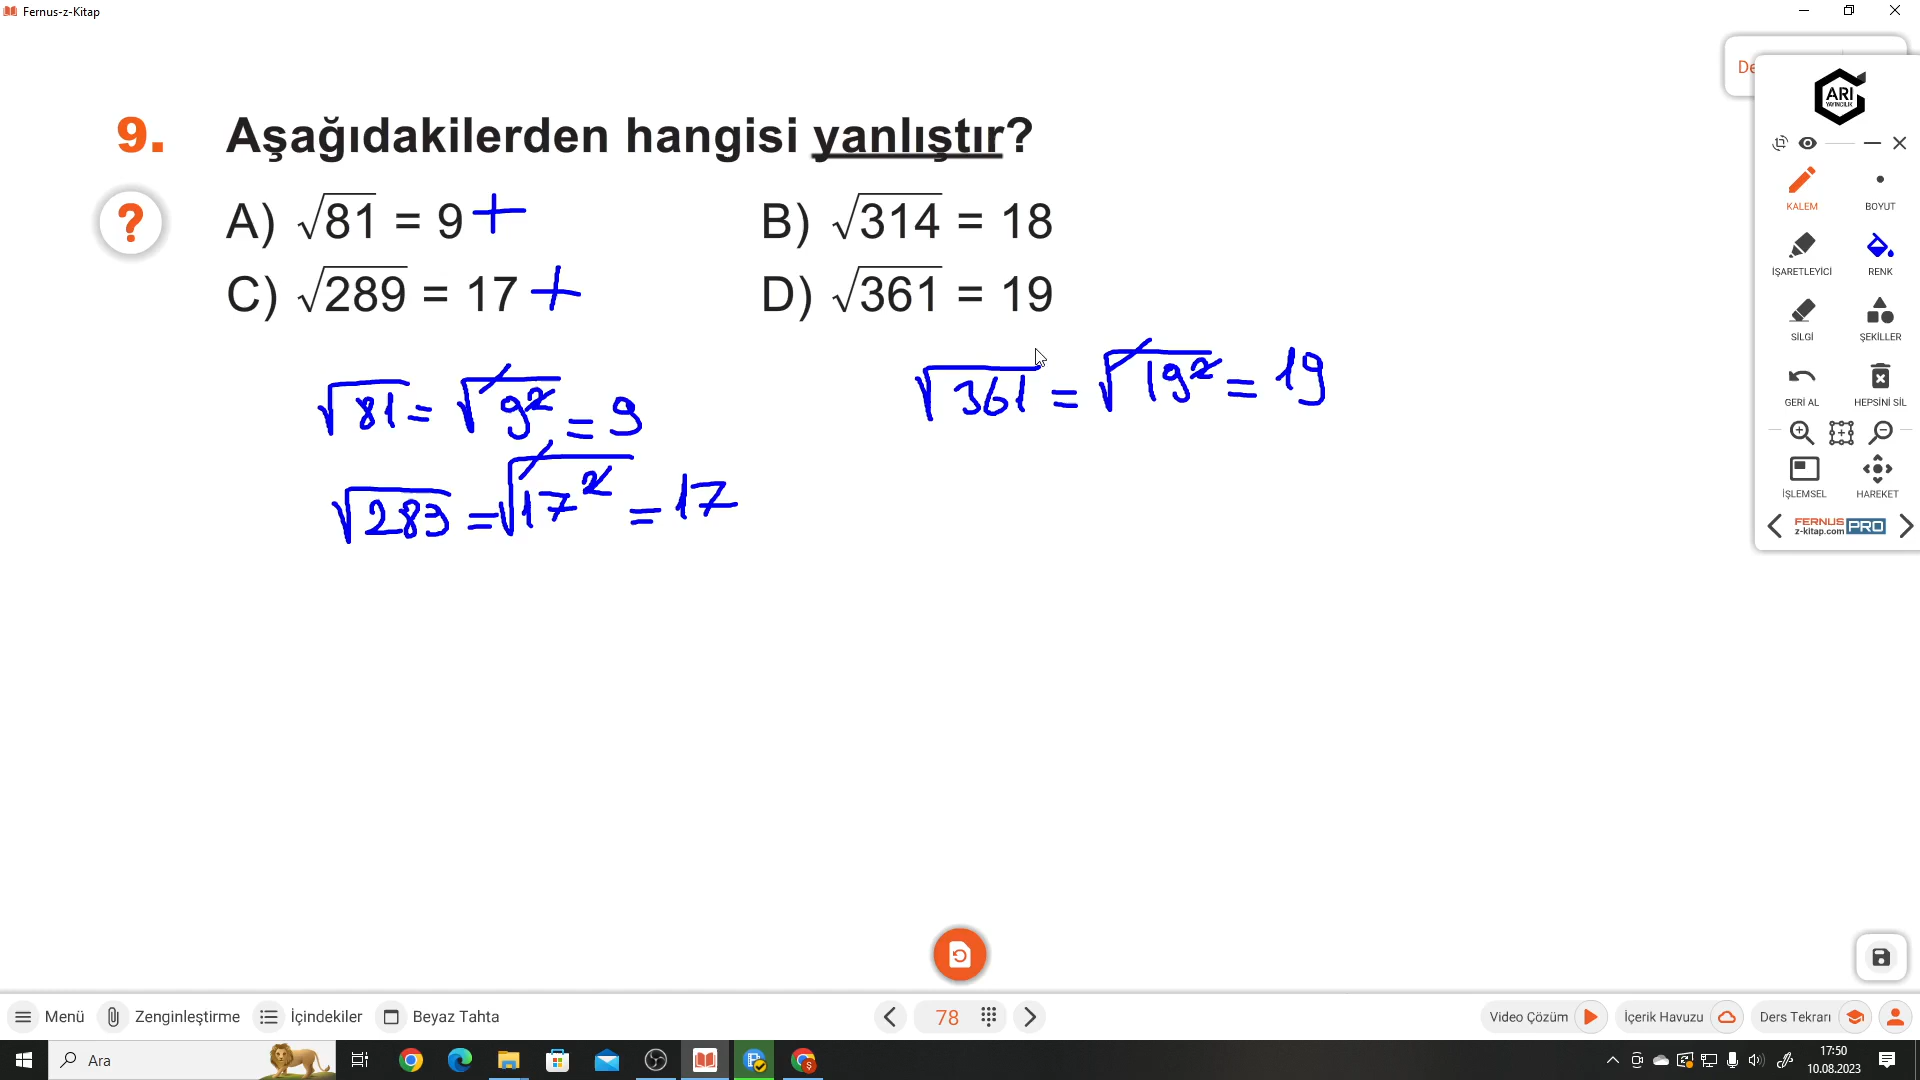 Fernus-z-Kitap
De
ARI
YAYINCILIK
9. Aşağıdakilerden hangisi yanlıştır?
?
A) √81 = 9 +
B) √314 = 18
C) √289 = 17 +
D) √361 = 19
√81 = √9² = 9
√361 = √19² = 19
√289 = √17² = 17
KALEM
BOYUT
İŞARETLEYİCİ
RENK
SİLGİ
ŞEKİLLER
GERİ AL
HEPSİNİ SİL
İŞLEMSEL
HAREKET
FERNUS PRO
z-kitap.com
Menü
Zenginleştirme
İçindekiler
Beyaz Tahta
78
Video Çözüm
İçerik Havuzu
Ders Tekrarı
Ara
17:50
10.08.2023